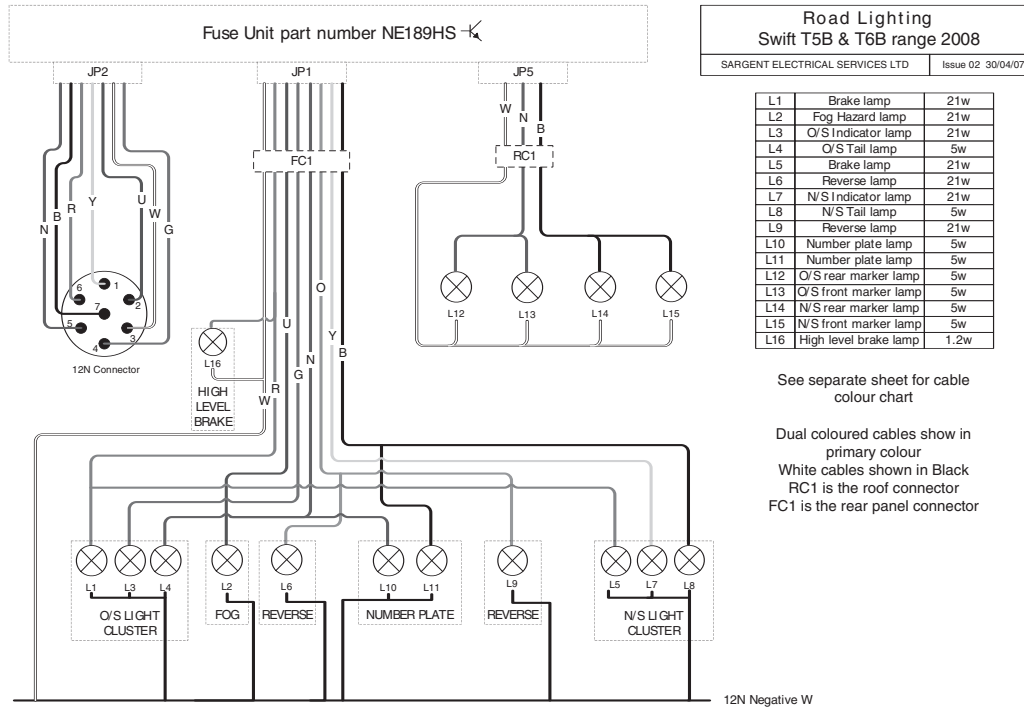 Fuse Unit part number NE189HS
Road Lighting
Swift T5B & T6B range 2008
SARGENT ELECTRICAL SERVICES LTD Issue 02 30/04/07
JP2 JP1 JP5
L1 Brake lamp 21w
L2 Fog Hazard lamp 21w
L3 O/S Indicator lamp 21w
L4 O/S Tail lamp 5w
L5 Brake lamp 21w
L6 Reverse lamp 21w
L7 N/S Indicator lamp 21w
L8 N/S Tail lamp 5w
L9 Reverse lamp 21w
L10 Number plate lamp 5w
L11 Number plate lamp 5w
L12 O/S rear marker lamp 5w
L13 O/S front marker lamp 5w
L14 N/S rear marker lamp 5w
L15 N/S front marker lamp 5w
L16 High level brake lamp 1.2w
See separate sheet for cable
colour chart
Dual coloured cables show in
primary colour
White cables shown in Black
RC1 is the roof connector
FC1 is the rear panel connector
W N B
FC1
RC1
N B R Y U W G
6 1
2
7
5 3
4
12N Connector
L12 L13 L14 L15
O
U Y
N B
G
R
W
L16
HIGH
LEVEL
BRAKE
L1 L3 L4
O/S LIGHT
CLUSTER
L2
FOG
L6
REVERSE
L10 L11
NUMBER PLATE
L9
REVERSE
L5 L7 L8
N/S LIGHT
CLUSTER
12N Negative W